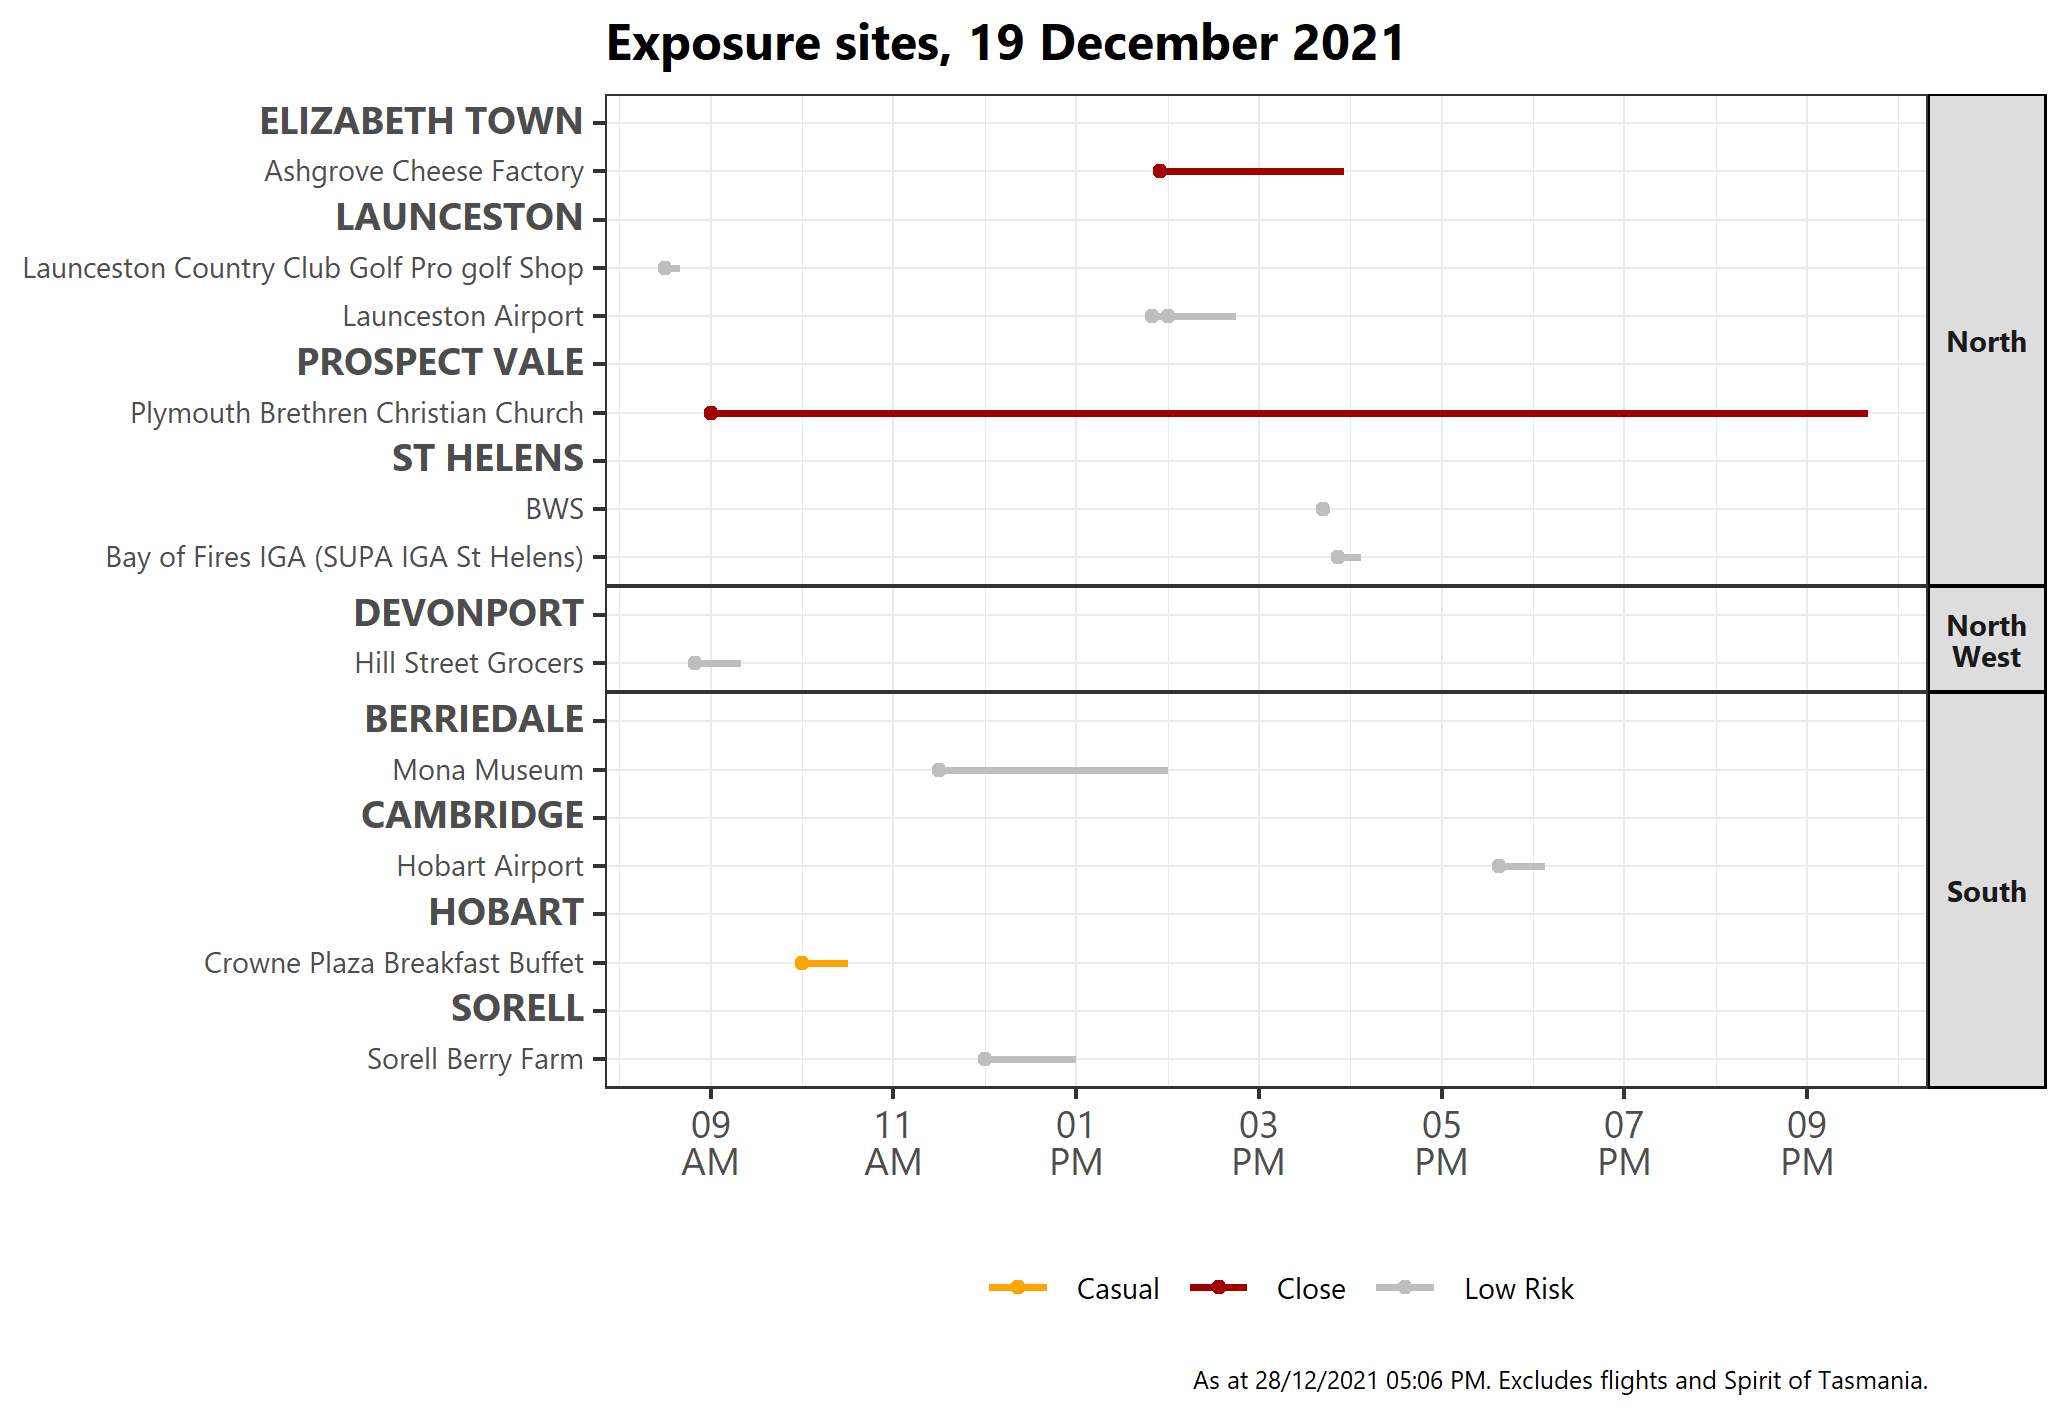 Exposure sites, 19 December 2021
ELIZABETH TOWN
Ashgrove Cheese Factory
LAUNCESTON
Launceston Country Club Golf Pro golf Shop
Launceston Airport
PROSPECT VALE
Plymouth Brethren Christian Church
ST HELENS
BWS
Bay of Fires IGA (SUPA IGA St Helens)
North
DEVONPORT
Hill Street Grocers
North
West
BERRIEDALE
Mona Museum
CAMBRIDGE
Hobart Airport
HOBART
Crowne Plaza Breakfast Buffet
SORELL
Sorell Berry Farm
South
09 11 01 03 05 07 09
AM AM PM PM PM PM PM
Casual Close Low Risk
As at 28/12/2021 05:06 PM. Excludes flights and Spirit of Tasmania.